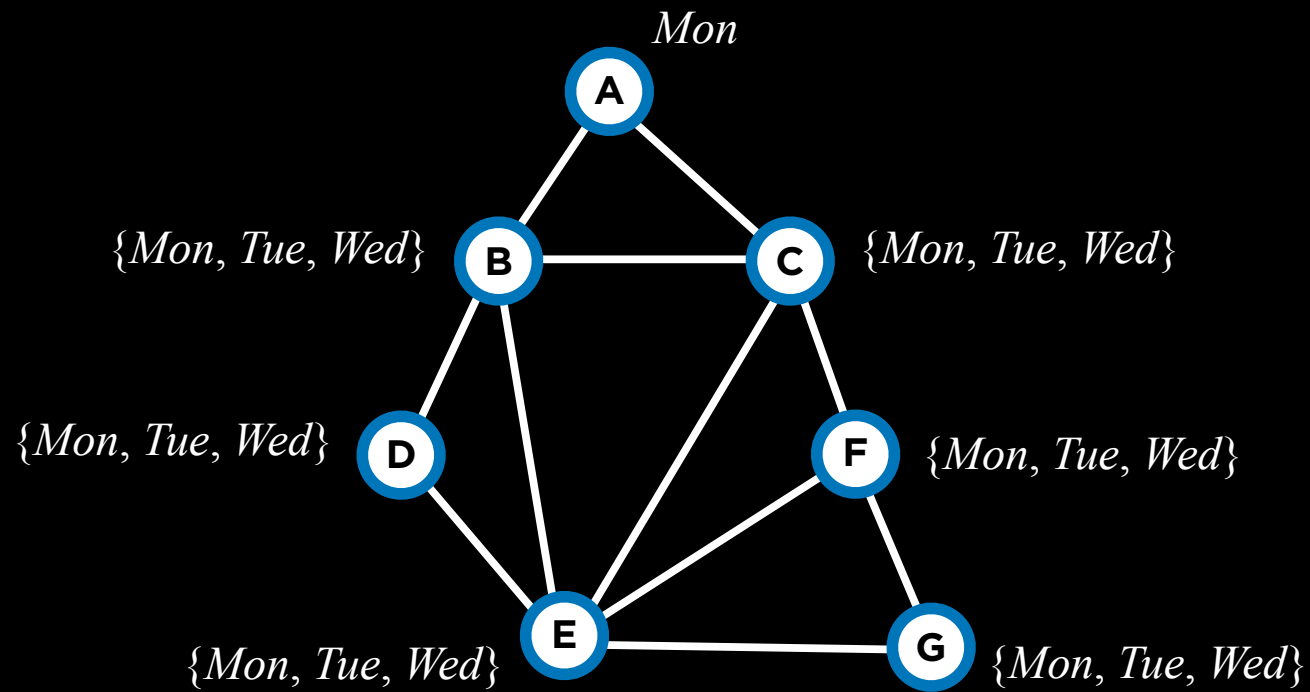 Mon
A
{Mon, Tue, Wed} B C {Mon, Tue, Wed}
{Mon, Tue, Wed} D F {Mon, Tue, Wed}
{Mon, Tue, Wed} E G {Mon, Tue, Wed}